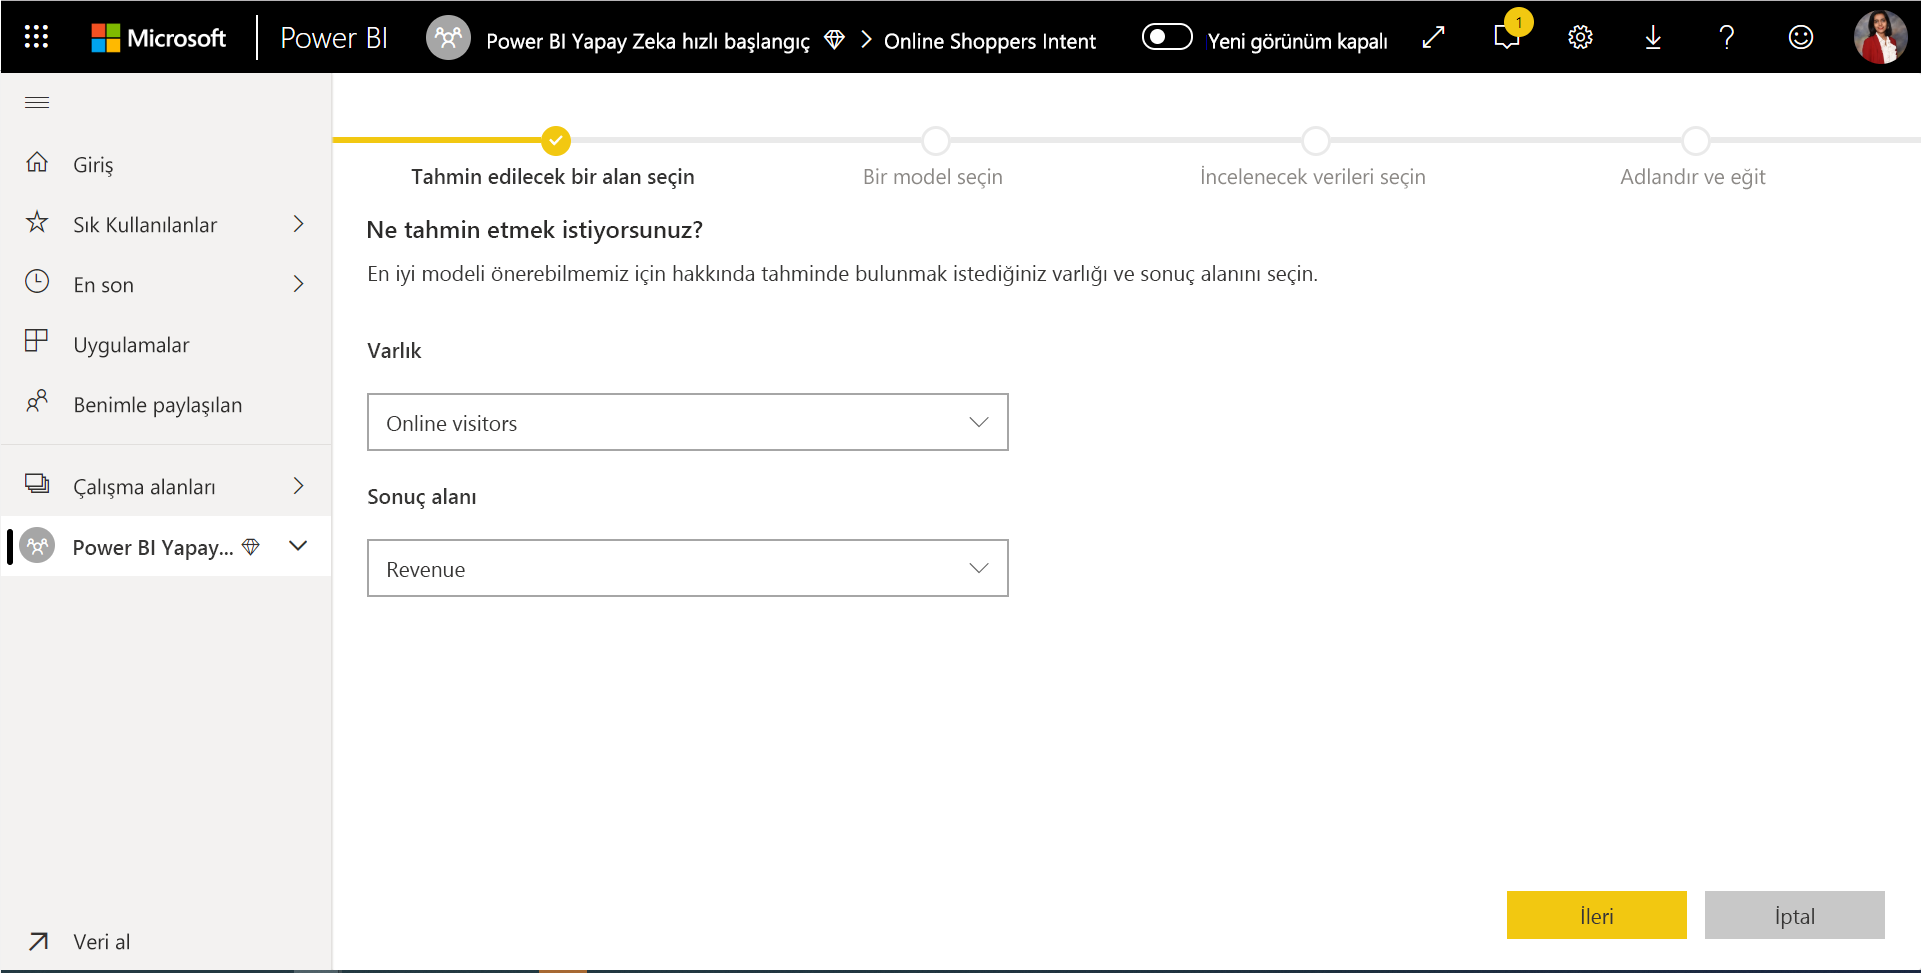 Microsoft
Power BI
Power BI Yapay Zeka hızlı başlangıç
Online Shoppers Intent
Yeni görünüm kapalı
1
Giriş
Sık Kullanılanlar
En son
Uygulamalar
Benimle paylaşılan
Çalışma alanları
Power BI Yapay...
Veri al
Tahmin edilecek bir alan seçin
Bir model seçin
İncelenecek verileri seçin
Adlandır ve eğit
Ne tahmin etmek istiyorsunuz?
En iyi modeli önerebilmemiz için hakkında tahminde bulunmak istediğiniz varlığı ve sonuç alanını seçin.
Varlık
Online visitors
Sonuç alanı
Revenue
İleri
İptal